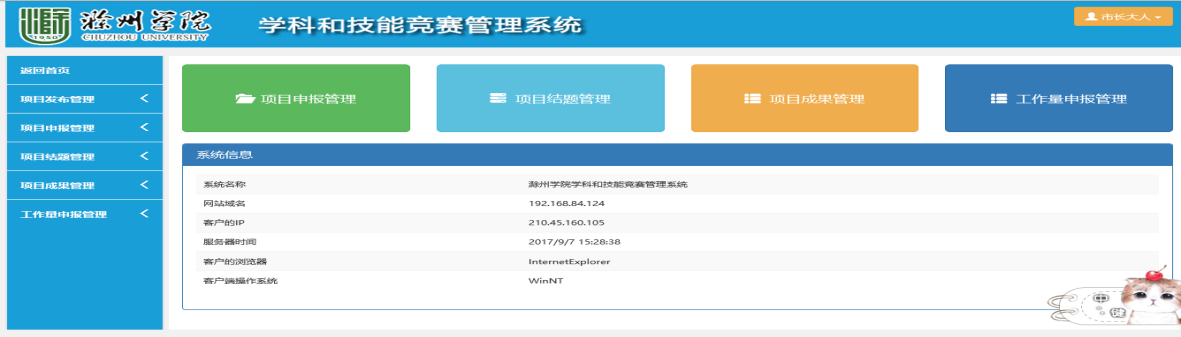 滁州学院
CHUZHOU UNIVERSITY
1950
学科和技能竞赛管理系统
市长大人
返回首页
项目发布管理
项目申报管理
项目结题管理
项目成果管理
工作量申报管理
项目申报管理
项目结题管理
项目成果管理
工作量申报管理
系统信息
系统名称 滁州学院学科和技能竞赛管理系统
网站域名 192.168.84.124
客户的IP 210.45.160.105
服务器时间 2017/9/7 15:28:38
客户的浏览器 InternetExplorer
客户端操作系统 WinNT
中
简